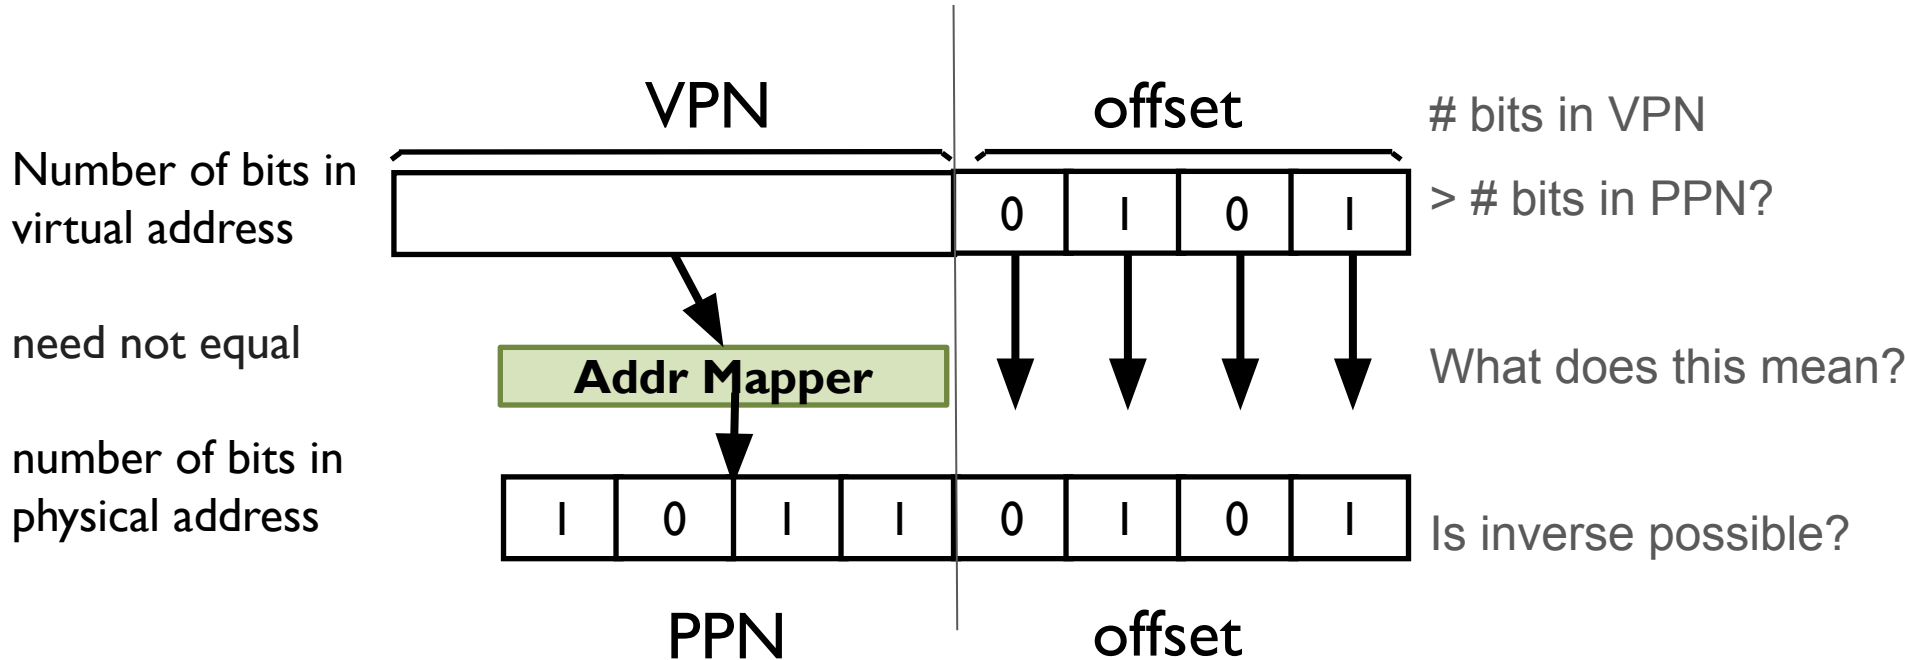 VPN
offset
# bits in VPN
Number of bits in
virtual address
0 1 0 1
> # bits in PPN?
need not equal
Addr Mapper
What does this mean?
number of bits in
physical address
1 0 1 1 0 1 0 1
Is inverse possible?
PPN
offset